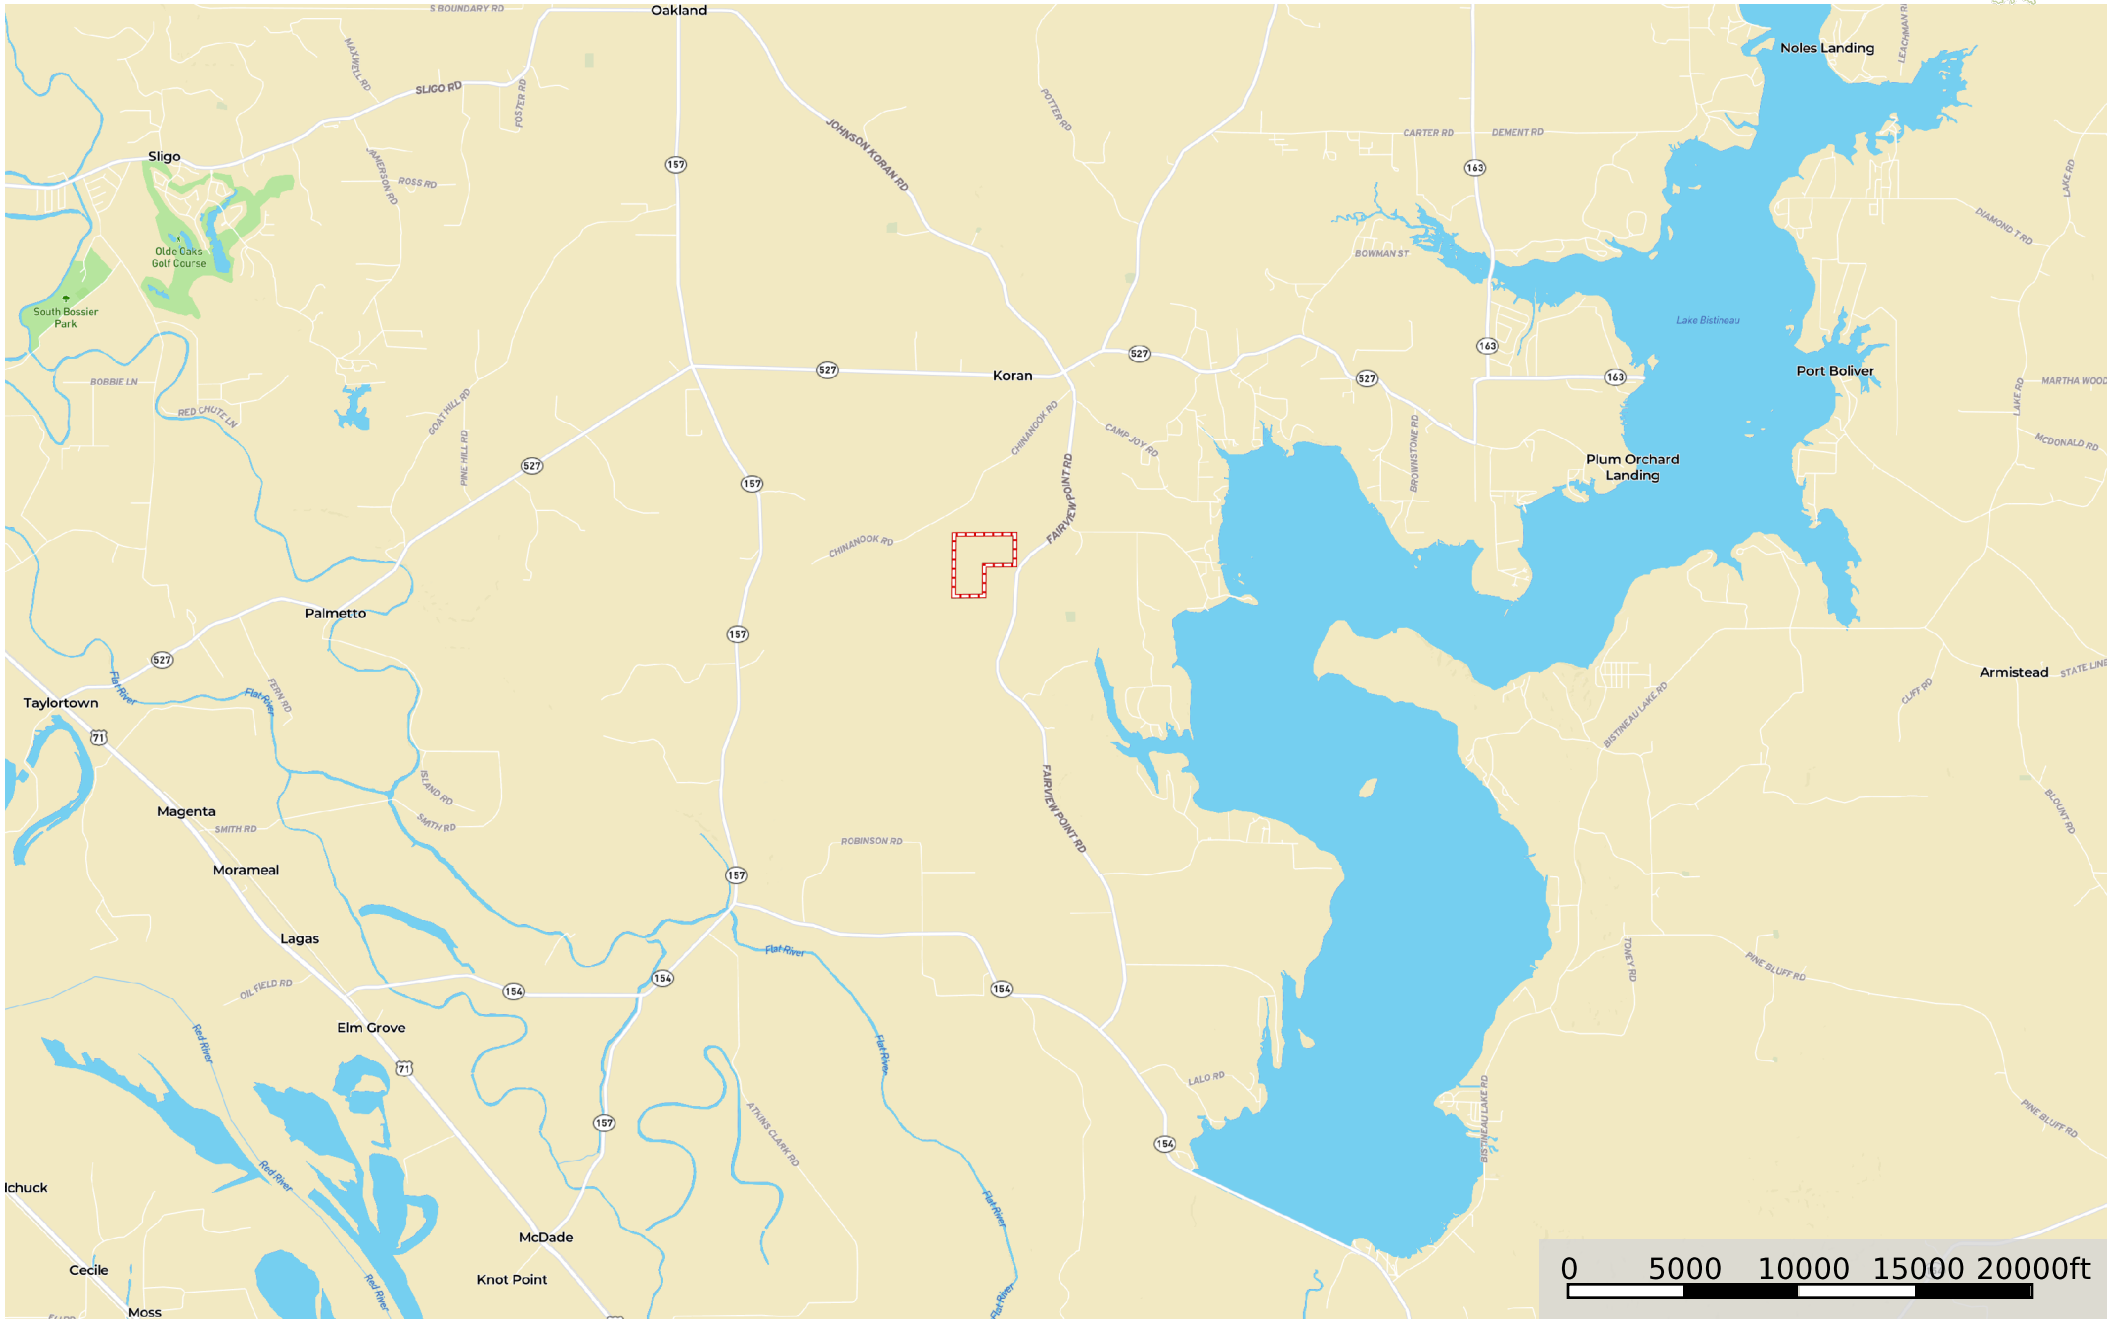 S BOUNDARY RD
Oakland
Noles Landing
MAXWELL RD
SLIGO RD
FOSTER RD
JOHNSON KORAN RD
POTTER RD
CARTER RD
DEMENT RD
Sligo
157
163
JAMERSON RD
ROSS RD
LAKE RD
DIAMOND T RD
Olde Oaks
Golf Course
South Bossier
Park
BOWMAN ST
Lake Bistineau
163
527
527
Koran
527
163
Port Boliver
BOBBIE LN
RED CHUTE LN
GOAT HILL RD
PINE HILL RD
CHINANOOK RD
CAMP JOY RD
BROWNSTONE RD
LAKE RD
MARTHA WOOD
MCDONALD RD
527
157
Plum Orchard
Landing
FAIRVIEW POINT RD
CHINANOOK RD
Palmetto
157
527
Flat River
Flat River
FERN RD
Taylortown
71
Armistead
STATE LINE
CLIFF RD
BISTINEAU LAKE RD
ISLAND RD
SMITH RD
SMITH RD
Magenta
FAIRVIEW POINT RD
BLOUNT RD
ROBINSON RD
Morameal
157
Lagas
Flat River
TONEY RD
PINE BLUFF RD
OIL FIELD RD
154
154
154
Elm Grove
Red River
71
Flat River
LALO RD
BISTINEAU LAKE RD
PINE BLUFF RD
157
ATKINS CLARK RD
154
Red River
lchuck
Flat River
McDade
Cecile
Knot Point
Red River
Flat River
Moss
0 5000 10000 15000 20000ft